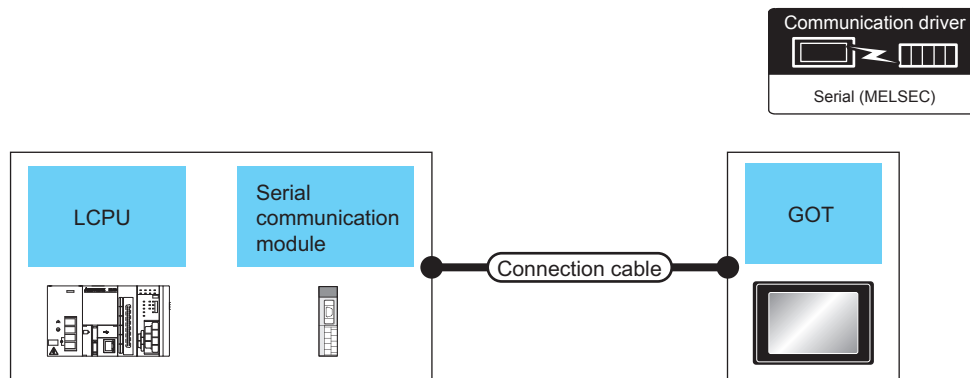 Communication driver
Serial (MELSEC)
LCPU
Serial
communication
module
GOT
Connection cable